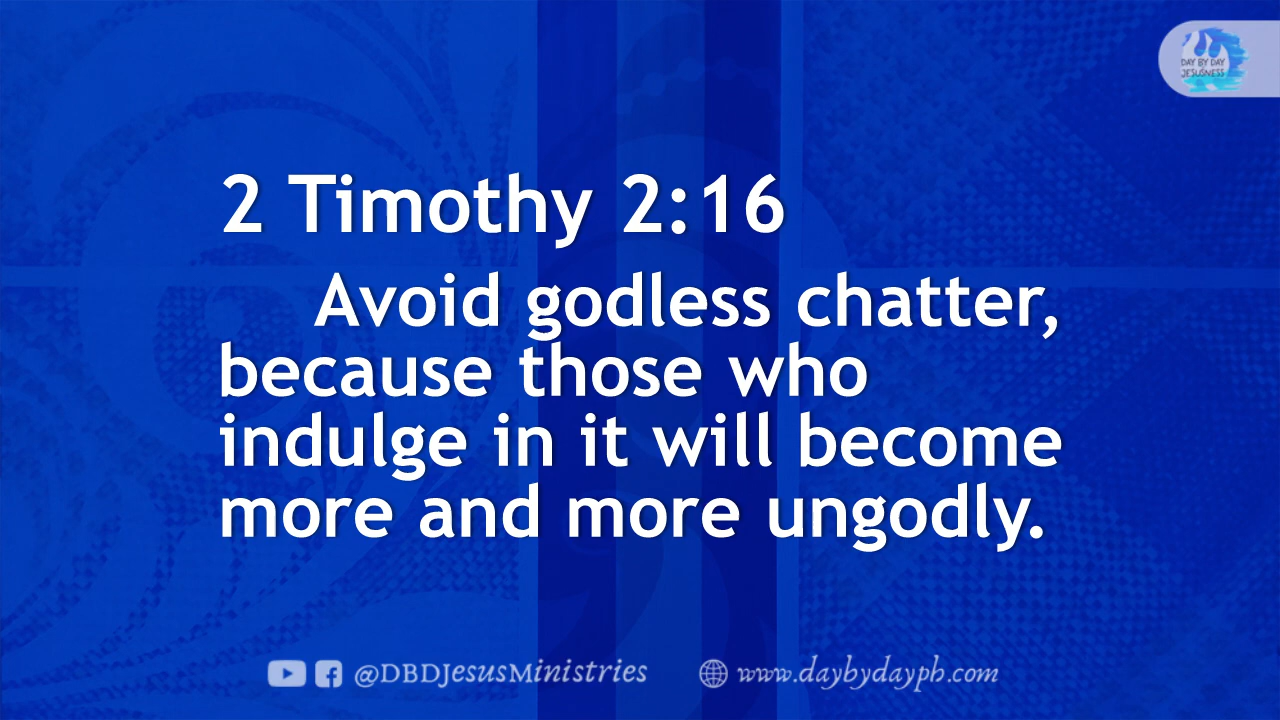 DAY BY DAY
JESUSNESS
2 Timothy 2:16
Avoid godless chatter,
because those who
indulge in it will become
more and more ungodly.
@DBDJesusMinistries www.daybydayph.com